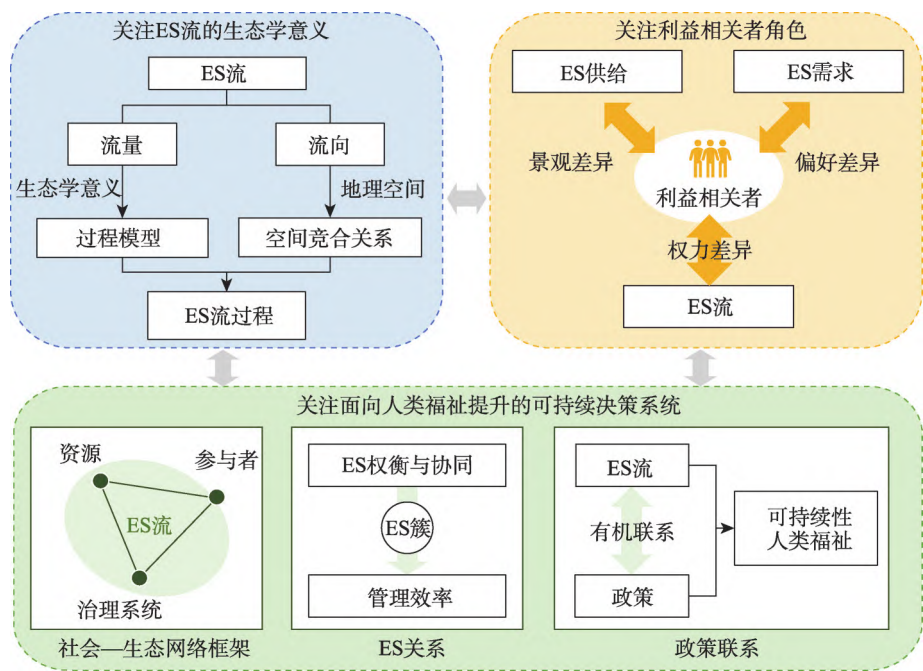 关注ES流的生态学意义
ES流
流量
流向
生态学意义
地理空间
过程模型
空间竞合关系
ES流过程
关注利益相关者角色
ES供给
ES需求
景观差异
偏好差异
利益相关者
权力差异
ES流
关注面向人类福祉提升的可持续决策系统
资源
参与者
ES流
治理系统
社会—生态网络框架
ES权衡与协同
ES簇
管理效率
ES关系
ES流
有机联系
政策
可持续性
人类福祉
政策联系